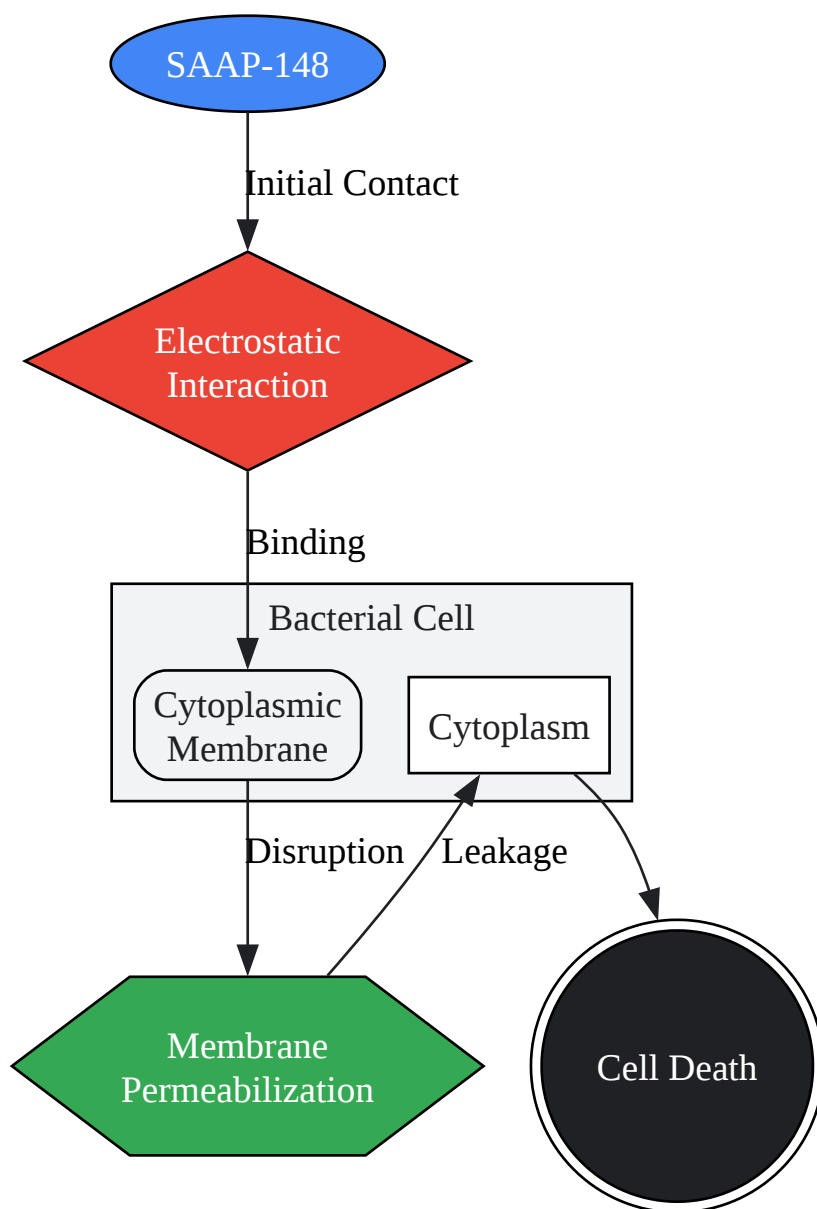 SAAP-148
Initial Contact
Electrostatic
Interaction
Binding
Bacterial Cell
Cytoplasmic
Membrane
Cytoplasm
Disruption
Leakage
Membrane
Permeabilization
Cell Death